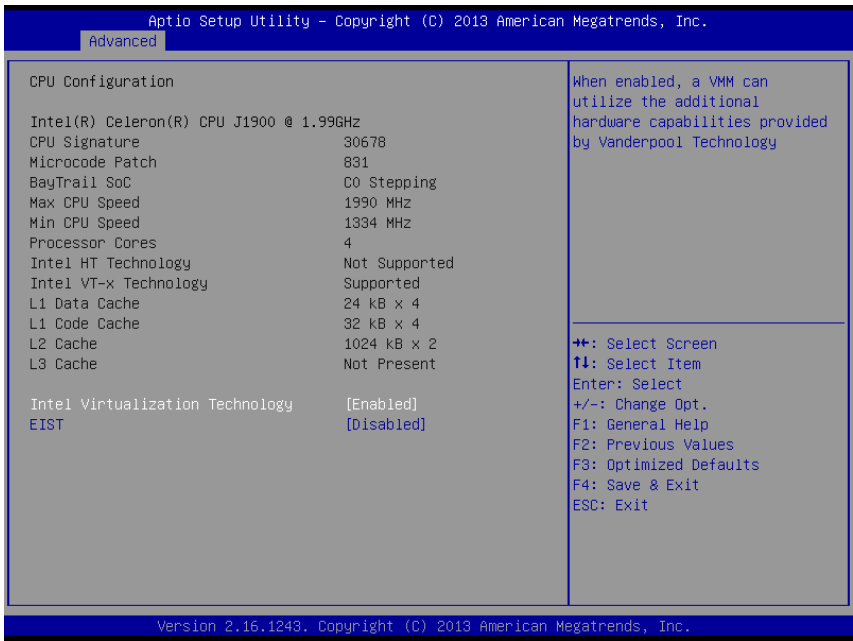 Aptio Setup Utility – Copyright (C) 2013 American Megatrends, Inc.
Advanced
CPU Configuration
Intel(R) Celeron(R) CPU J1900 @ 1.99GHz
CPU Signature 30678
Microcode Patch 831
BayTrail SoC C0 Stepping
Max CPU Speed 1990 MHz
Min CPU Speed 1334 MHz
Processor Cores 4
Intel HT Technology Not Supported
Intel VT-x Technology Supported
L1 Data Cache 24 kB x 4
L1 Code Cache 32 kB x 4
L2 Cache 1024 kB x 2
L3 Cache Not Present
Intel Virtualization Technology [Enabled]
EIST [Disabled]
When enabled, a VMM can
utilize the additional
hardware capabilities provided
by Vanderpool Technology
→←: Select Screen
↑↓: Select Item
Enter: Select
+/-: Change Opt.
F1: General Help
F2: Previous Values
F3: Optimized Defaults
F4: Save & Exit
ESC: Exit
Version 2.16.1243. Copyright (C) 2013 American Megatrends, Inc.